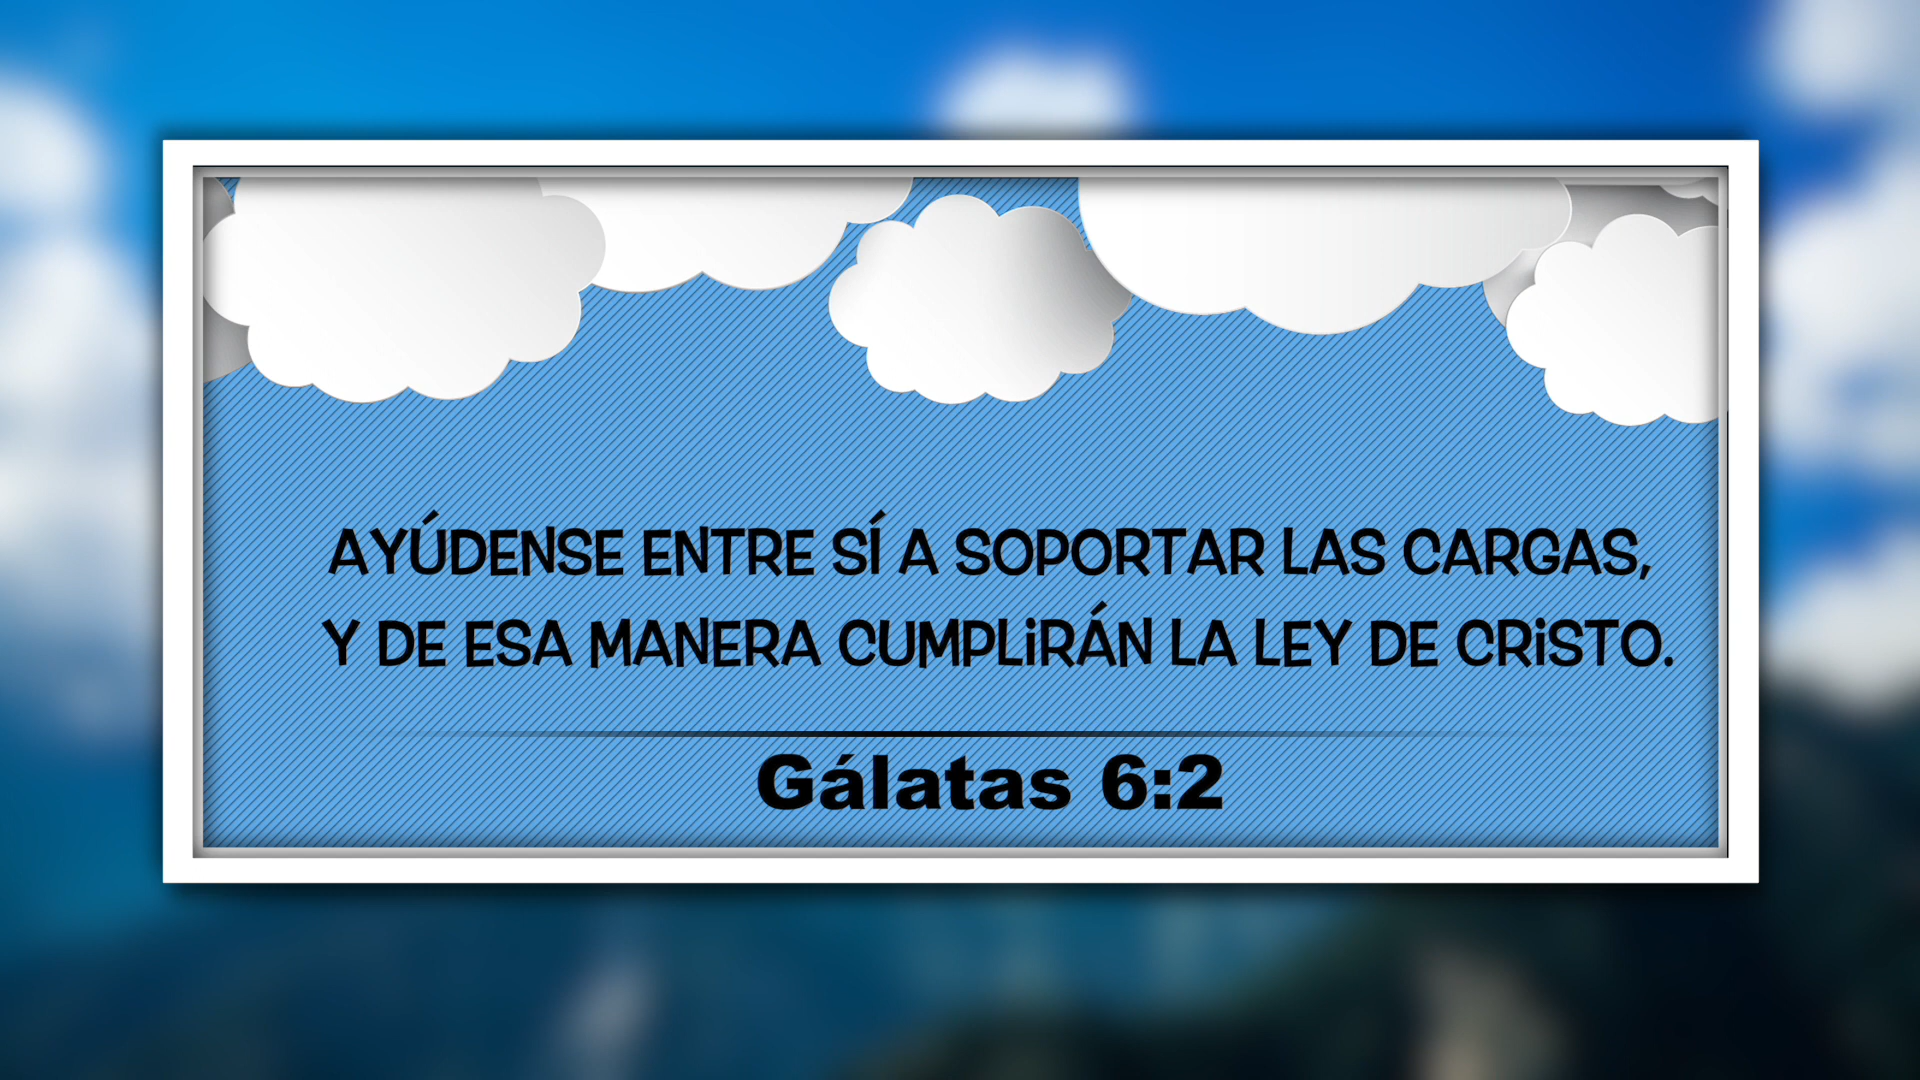 AYÚDENSE ENTRE SÍ A SOPORTAR LAS CARGAS,
Y DE ESA MANERA CUMPLiRÁN LA LEY DE CRiSTO.
Gálatas 6:2